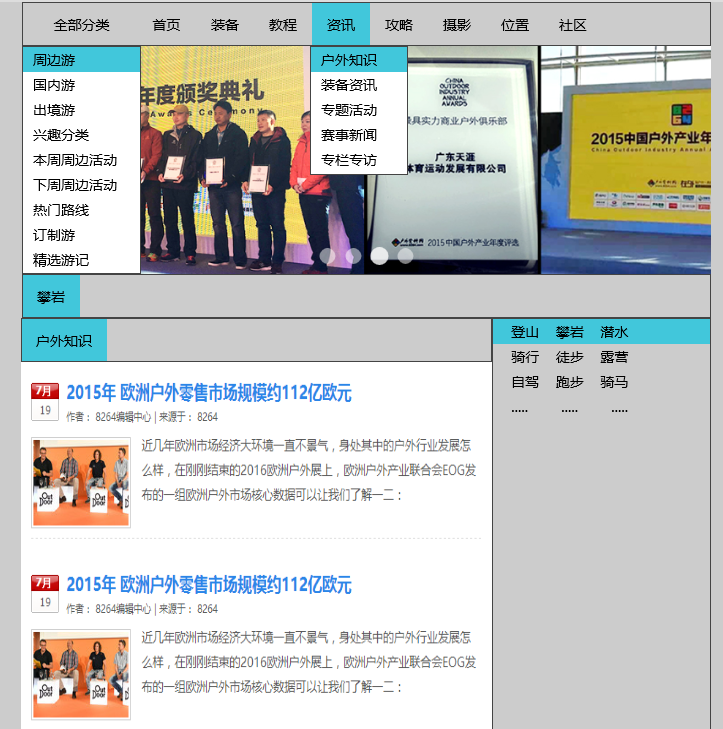 全部分类 首页 装备 教程 资讯 攻略 摄影 位置 社区
周边游
国内游
出境游
兴趣分类
本周周边活动
下周周边活动
热门路线
订制游
精选游记
户外知识
装备资讯
专题活动
赛事新闻
专栏专访
年度颁奖典礼
Awards Ceremony
CHINA
OUTDOOR
INDUSTRY
ANNUAL
AWARDS
最具实力商业户外俱乐部
广东天涯
体育运动发展有限公司
2015中国户外产业年度评选
2015中国户外产业年
China Outdoor Industry Annual
攀岩
户外知识
登山 攀岩 潜水
骑行 徒步 露营
自驾 跑步 骑马
..... ..... .....
7月
19
2015年 欧洲户外零售市场规模约112亿欧元
作者： 8264编辑中心 | 来源于： 8264
近几年欧洲市场经济大环境一直不景气，身处其中的户外行业发展怎
么样，在刚刚结束的2016欧洲户外展上，欧洲户外产业联合会EOG发
布的一组欧洲户外市场核心数据可以让我们了解一二：
Out
Door
7月
19
2015年 欧洲户外零售市场规模约112亿欧元
作者： 8264编辑中心 | 来源于： 8264
近几年欧洲市场经济大环境一直不景气，身处其中的户外行业发展怎
么样，在刚刚结束的2016欧洲户外展上，欧洲户外产业联合会EOG发
布的一组欧洲户外市场核心数据可以让我们了解一二：
Out
Door